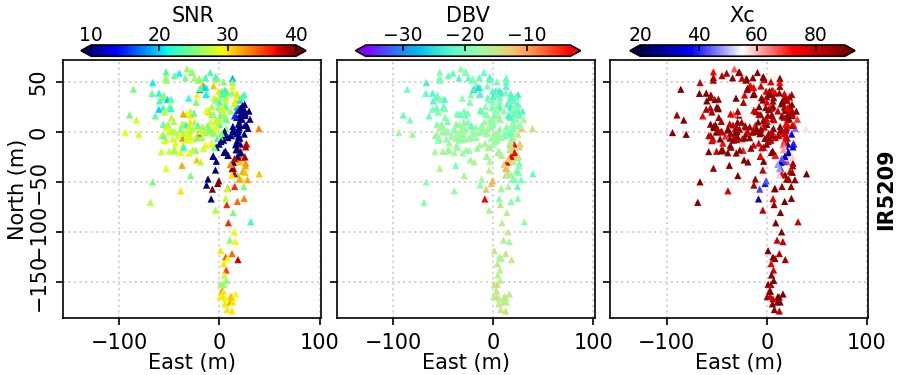 SNR DBV Xc
10 20 30 40 −30 −20 −10 20 40 60 80
50
0
−50
−100
−150
North (m)
−100 0 100 −100 0 100 −100 0 100
East (m) East (m) East (m)
IR5209